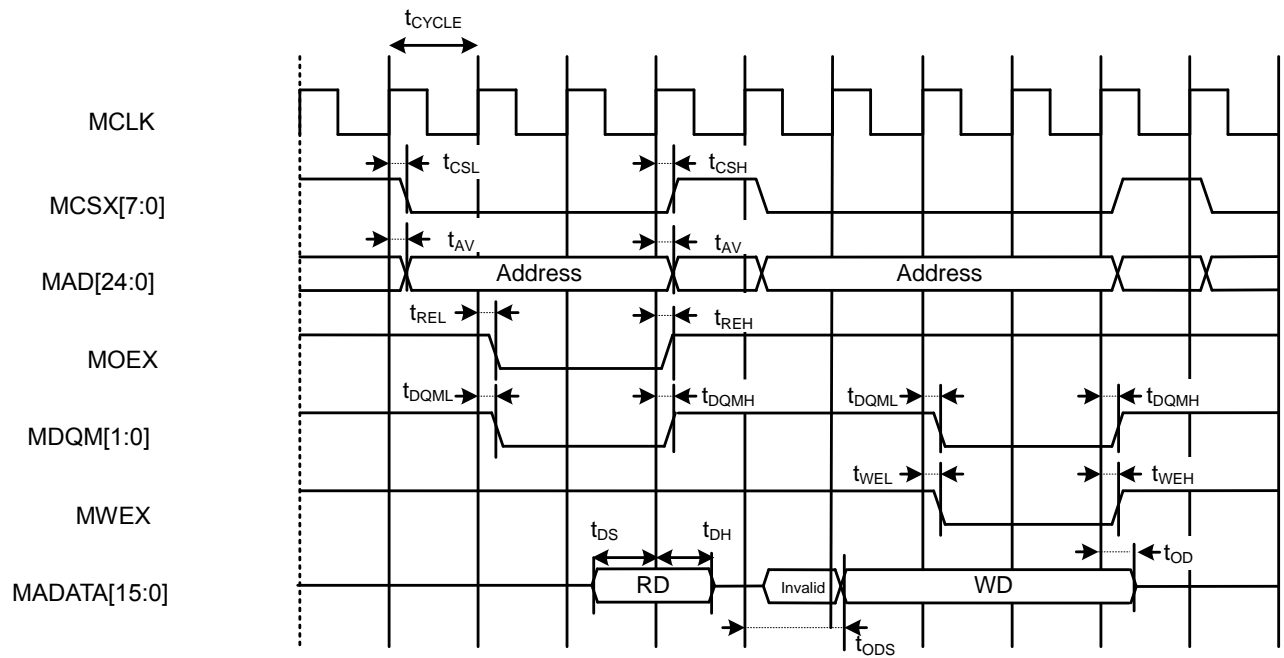 tCYCLE
MCLK
tCSL tCSH
MCSX[7:0]
tAV tAV
MAD[24:0] Address Address
tREL tREH
MOEX
tDQML tDQMH tDQML tDQMH
MDQM[1:0]
tWEL tWEH
MWEX
tDS tDH tOD
MADATA[15:0] RD Invalid WD
tODS